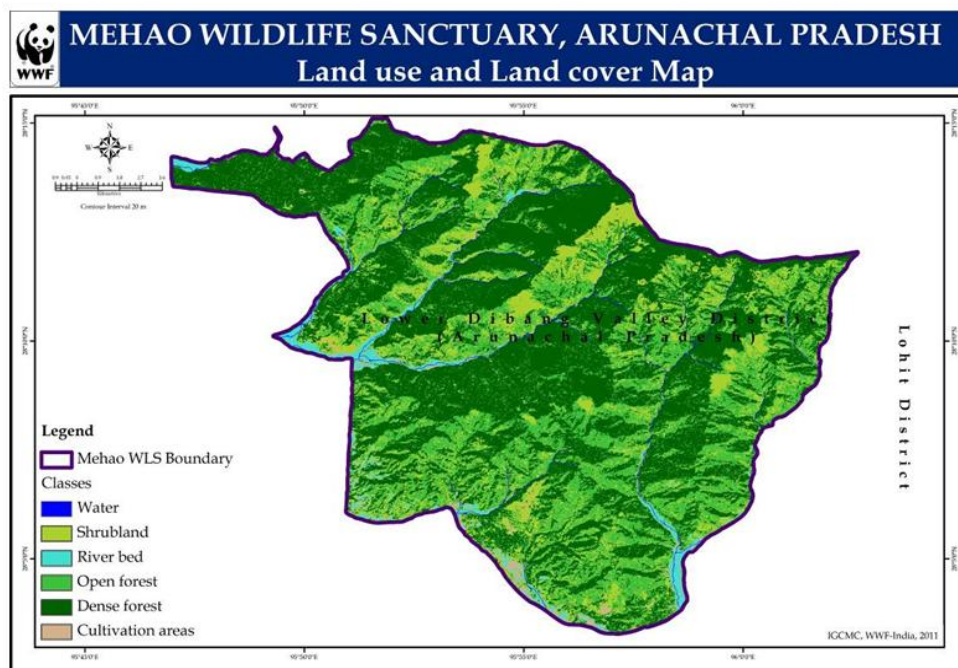 MEHAO WILDLIFE SANCTUARY, ARUNACHAL PRADESH
Land use and Land cover Map
WWF
N
W E
S
Contour Interval 20 m
Lower Dibang Valley District
(Arunachal Pradesh)
Lohit District
Legend
Mehao WLS Boundary
Classes
Water
Shrubland
River bed
Open forest
Dense forest
Cultivation areas
IGCMC, WWF-India, 2011